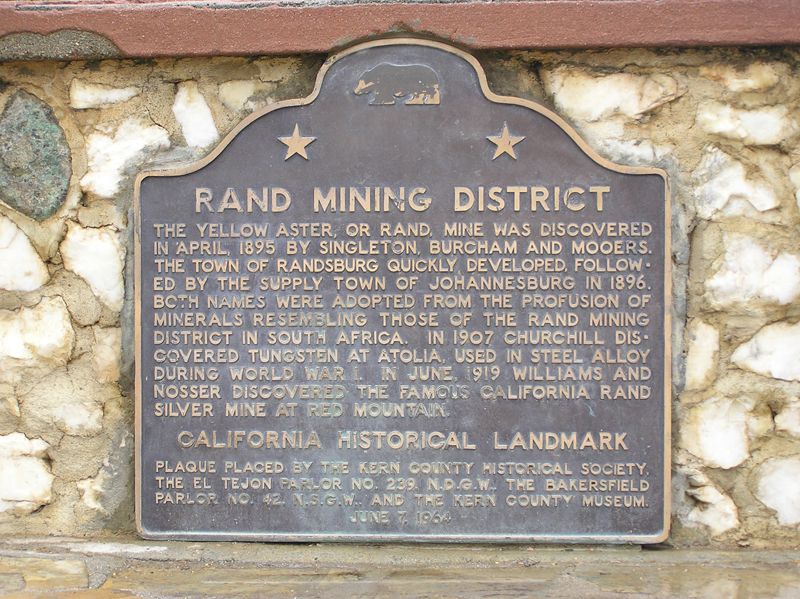 RAND MINING DISTRICT
THE YELLOW ASTER, OR RAND, MINE WAS DISCOVERED
IN APRIL, 1895 BY SINGLETON, BURCHAM AND MOOERS.
THE TOWN OF RANDSBURG QUICKLY DEVELOPED, FOLLOW-
ED BY THE SUPPLY TOWN OF JOHANNESBURG IN 1896.
BOTH NAMES WERE ADOPTED FROM THE PROFUSION OF
MINERALS RESEMBLING THOSE OF THE RAND MINING
DISTRICT IN SOUTH AFRICA. IN 1907 CHURCHILL DIS-
COVERED TUNGSTEN AT ATOLIA, USED IN STEEL ALLOY
DURING WORLD WAR I. IN JUNE, 1919 WILLIAMS AND
NOSSER DISCOVERED THE FAMOUS CALIFORNIA RAND
SILVER MINE AT RED MOUNTAIN.
CALIFORNIA HISTORICAL LANDMARK
PLAQUE PLACED BY THE KERN COUNTY HISTORICAL SOCIETY,
THE EL TEJON PARLOR NO. 239, N.D.G.W., THE BAKERSFIELD
PARLOR NO. 42, N.S.G.W., AND THE KERN COUNTY MUSEUM.
JUNE 7, 1964